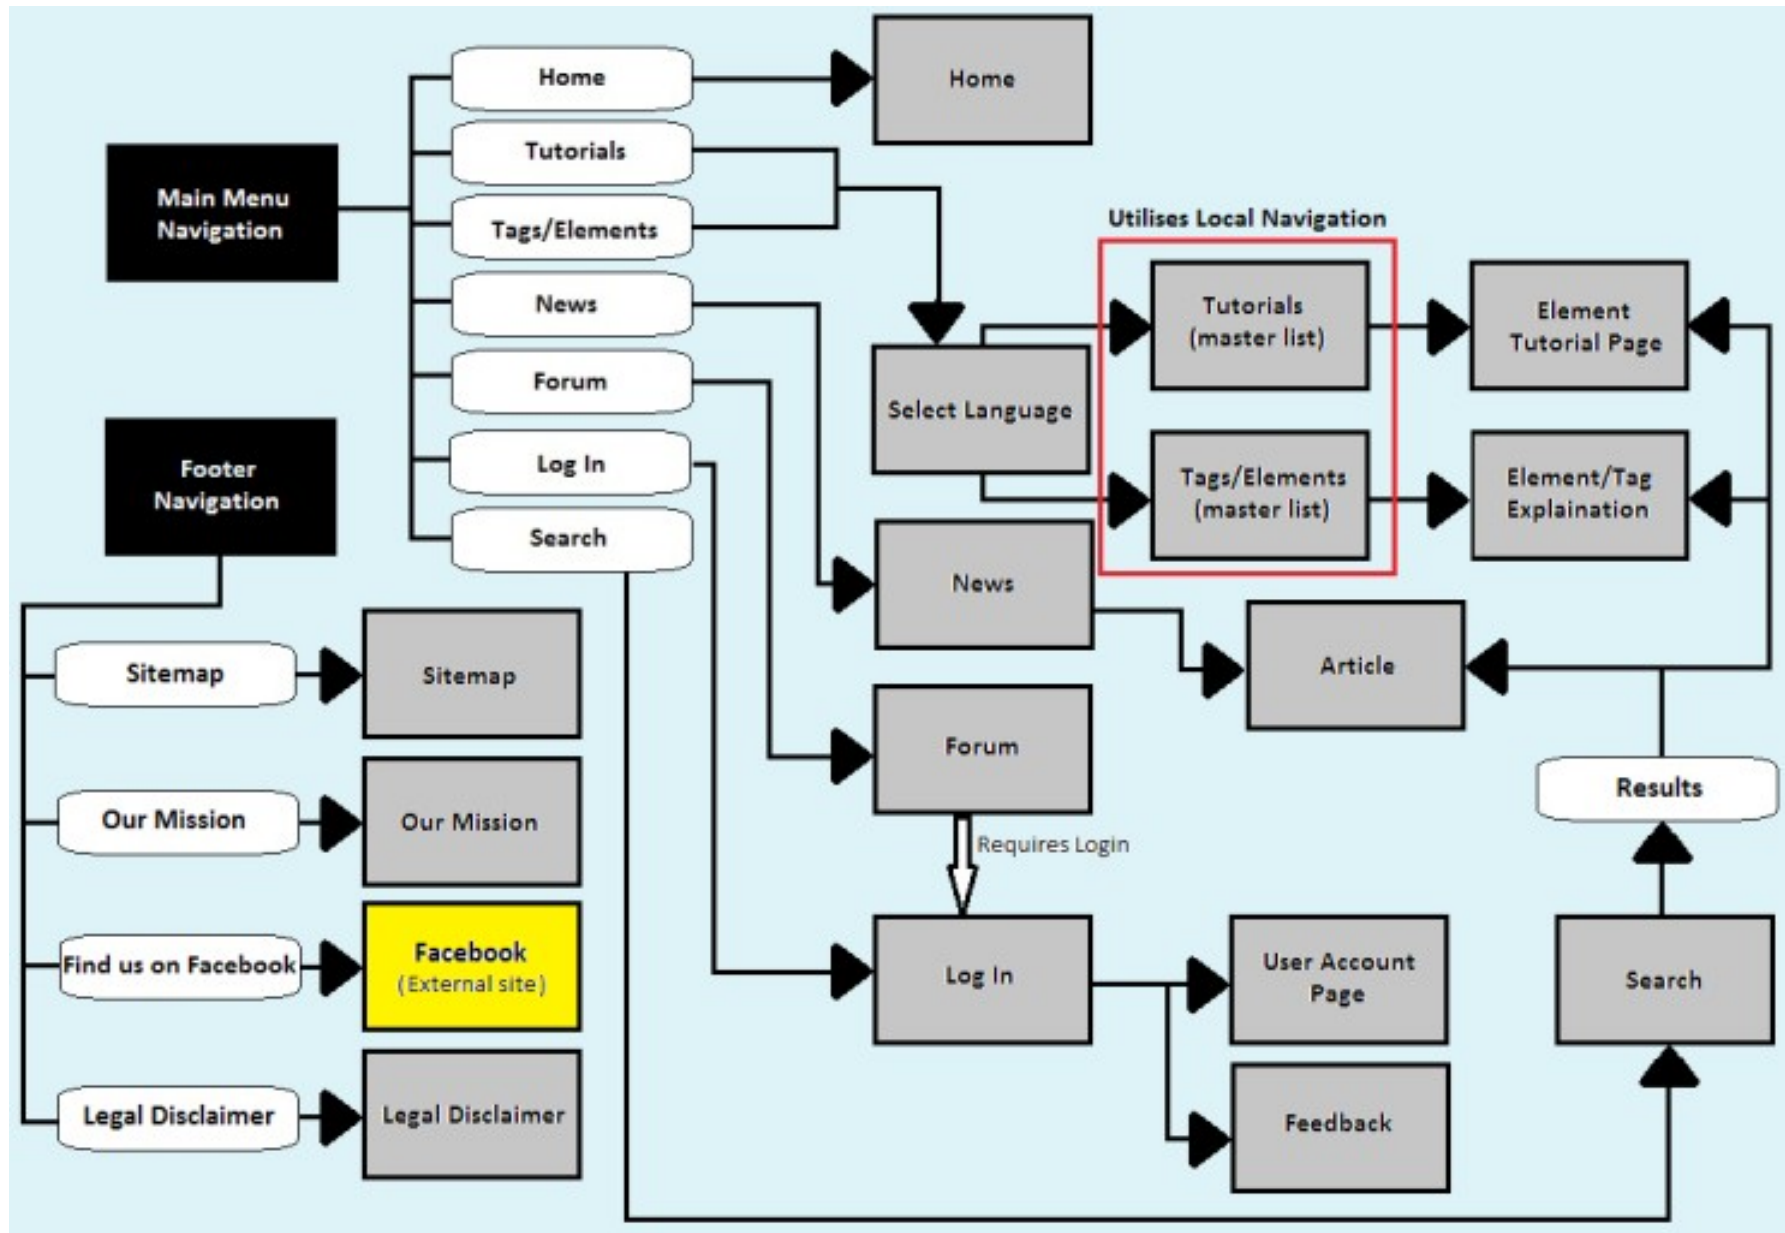 Main Menu
Navigation
Home
Tutorials
Tags/Elements
News
Forum
Log In
Search
Home
Select Language
Utilises Local Navigation
Tutorials
(master list)
Element
Tutorial Page
Tags/Elements
(master list)
Element/Tag
Explaination
News
Article
Forum
Requires Login
Log In
User Account
Page
Feedback
Results
Search
Footer
Navigation
Sitemap
Sitemap
Our Mission
Our Mission
Find us on Facebook
Facebook
(External site)
Legal Disclaimer
Legal Disclaimer